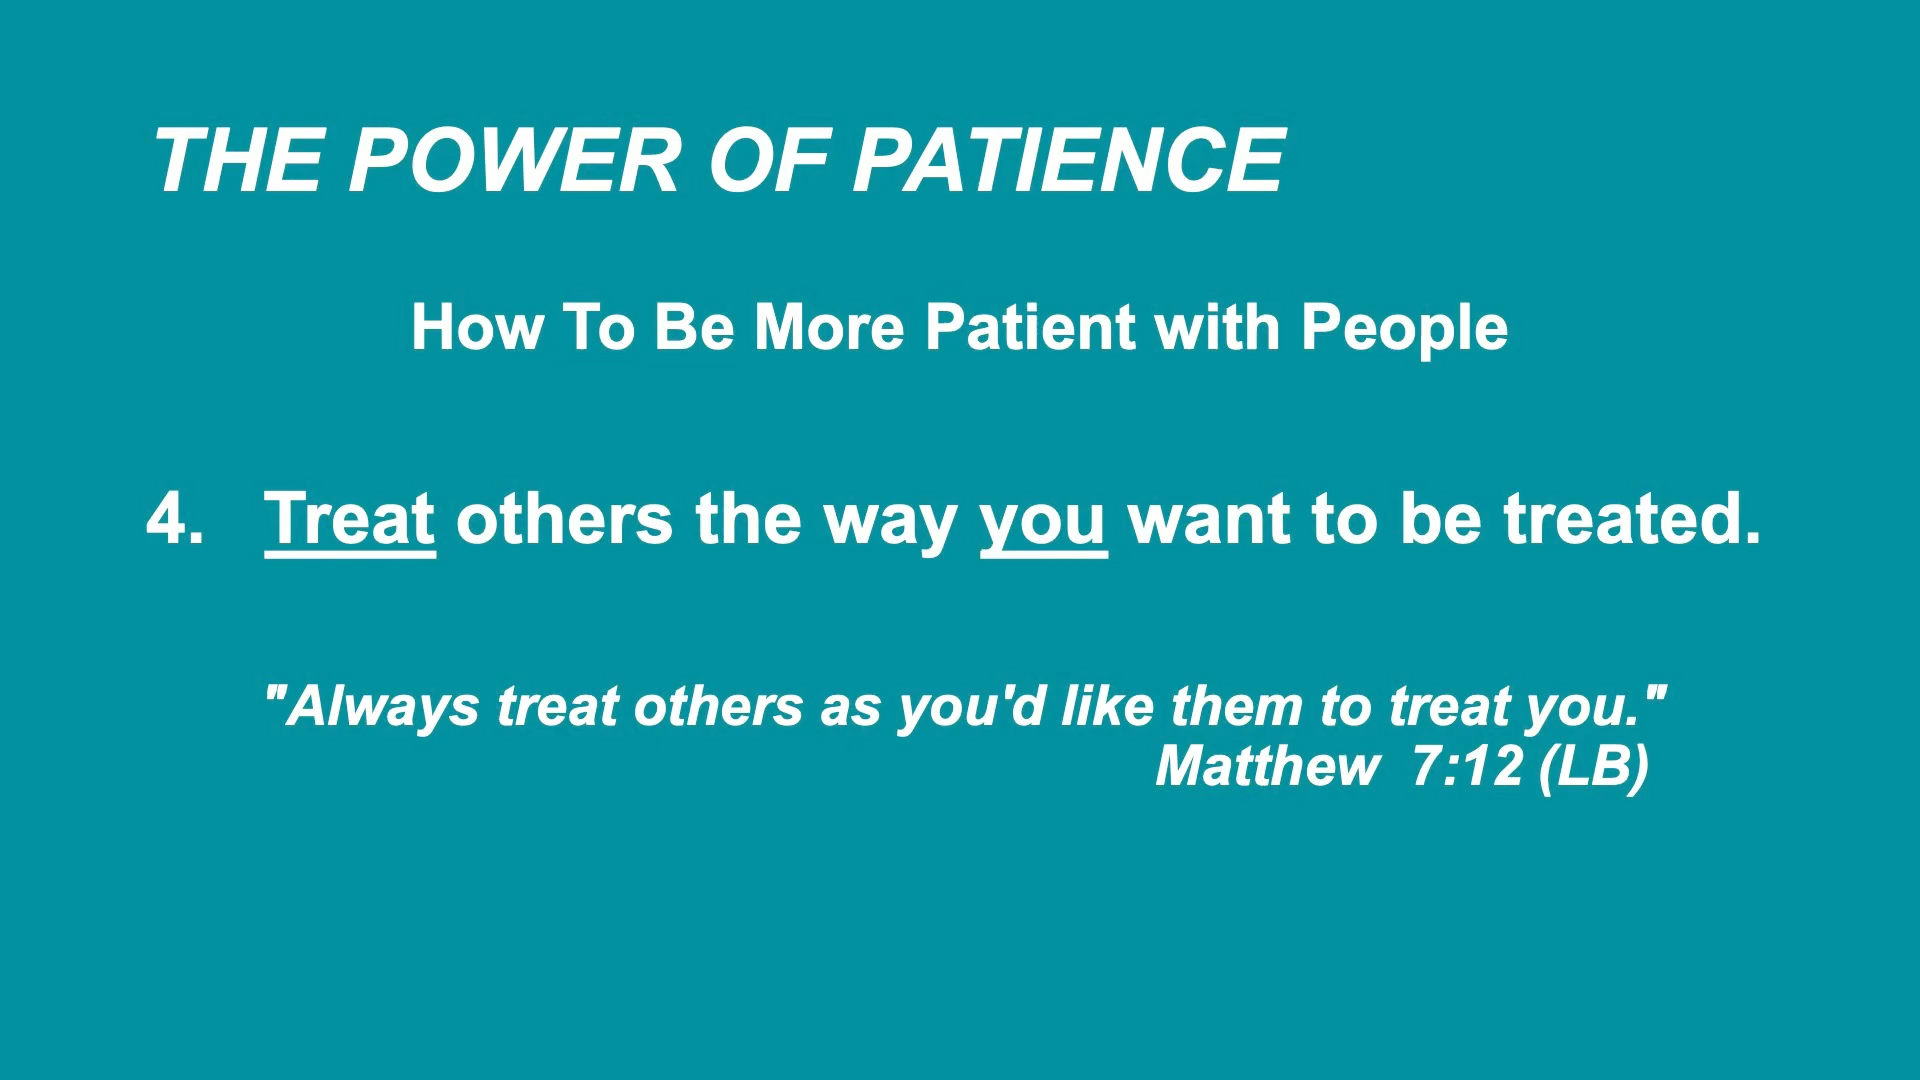 THE POWER OF PATIENCE
How To Be More Patient with People
4. Treat others the way you want to be treated.
"Always treat others as you'd like them to treat you."
Matthew 7:12 (LB)